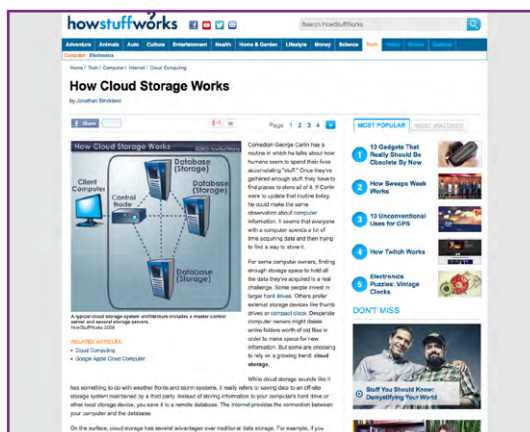 howstuffworks
Search HowStuffWorks
Adventure Animals Auto Culture Entertainment Health Home & Garden Lifestyle Money Science Tech Video Shows Quizzes
Computer Electronics
Home / Tech / Computer / Internet / Cloud Computing
How Cloud Storage Works
by Jonathan Strickland
Share
Page 1 2 3 4
How Cloud Storage Works
©2008 HowStuffWorks
Database
(Storage)
Client
Computer
Control
Node
Database
(Storage)
Database
(Storage)
A typical cloud storage system architecture includes a master control
server and several storage servers.
HowStuffWorks 2008
RELATED ARTICLES
• Cloud Computing
• Google Apple Cloud Computer
Comedian George Carlin has a
routine in which he talks about how
humans seem to spend their lives
accumulating "stuff." Once they've
gathered enough stuff, they have to
find places to store all of it. If Carlin
were to update that routine today,
he could make the same
observation about computer
information. It seems that everyone
with a computer spends a lot of
time acquiring data and then trying
to find a way to store it.
For some computer owners, finding
enough storage space to hold all
the data they've acquired is a real
challenge. Some people invest in
larger hard drives. Others prefer
external storage devices like thumb
drives or compact discs. Desperate
computer owners might delete
entire folders worth of old files in
order to make space for new
information. But some are choosing
to rely on a growing trend: cloud
storage.
While cloud storage sounds like it
has something to do with weather fronts and storm systems, it really refers to saving data to an off-site
storage system maintained by a third party. Instead of storing information to your computer's hard drive or
other local storage device, you save it to a remote database. The Internet provides the connection between
your computer and the database.
On the surface, cloud storage has several advantages over traditional data storage. For example, if you
MOST POPULAR
MOST WATCHED
1 10 Gadgets That
Really Should Be
Obsolete By Now
2 How Sweeps Week
Works
3 10 Unconventional
Uses for GPS
4 How Twitch Works
5 Electronics
Puzzles: Vintage
Clocks
DON'T MISS
Stuff You Should Know:
Demystifying Your World